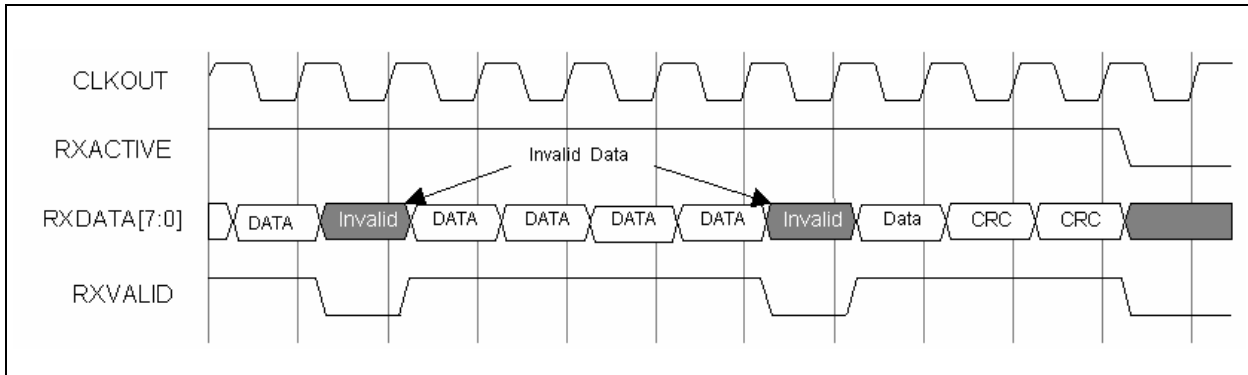 CLKOUT
RXACTIVE
Invalid Data
RXDATA[7:0] DATA Invalid DATA DATA DATA DATA Invalid Data CRC CRC
RXVALID